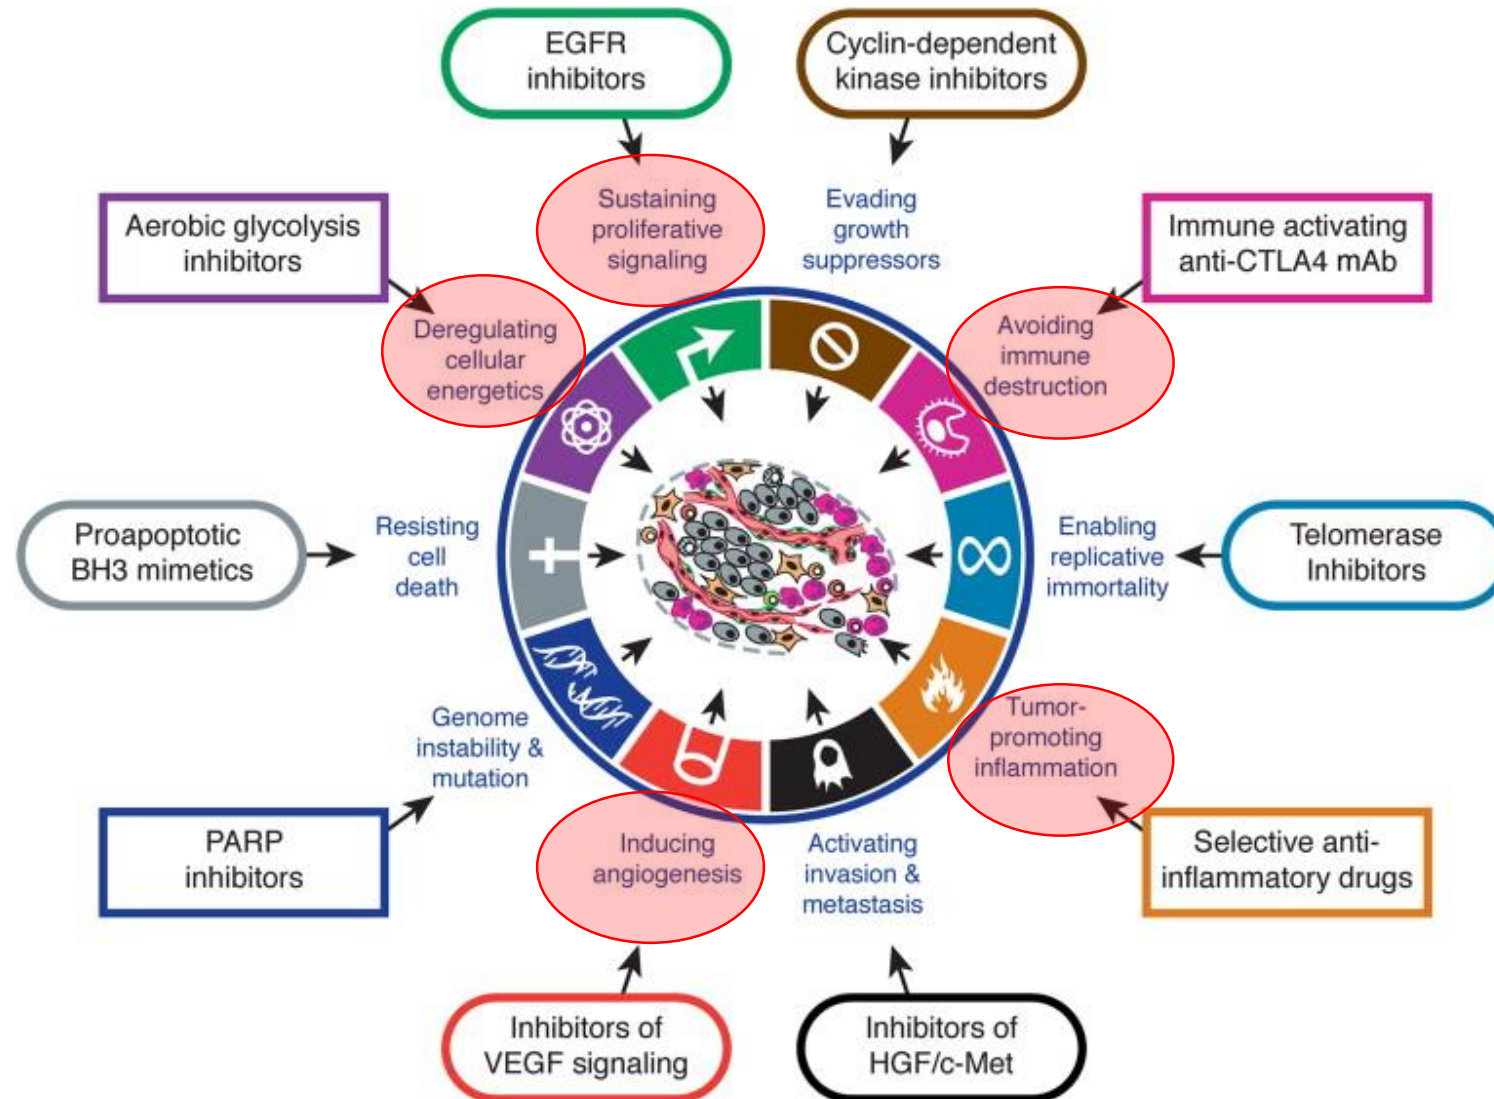 EGFR
inhibitors
Cyclin-dependent
kinase inhibitors
Sustaining
proliferative
signaling
Evading
growth
suppressors
Aerobic glycolysis
inhibitors
Immune activating
anti-CTLA4 mAb
Deregulating
cellular
energetics
Avoiding
immune
destruction
Proapoptotic
BH3 mimetics
Resisting
cell
death
Enabling
replicative
immortality
Telomerase
Inhibitors
Genome
instability &
mutation
Tumor-
promoting
inflammation
PARP
inhibitors
Inducing
angiogenesis
Activating
invasion &
metastasis
Selective anti-
inflammatory drugs
Inhibitors of
VEGF signaling
Inhibitors of
HGF/c-Met